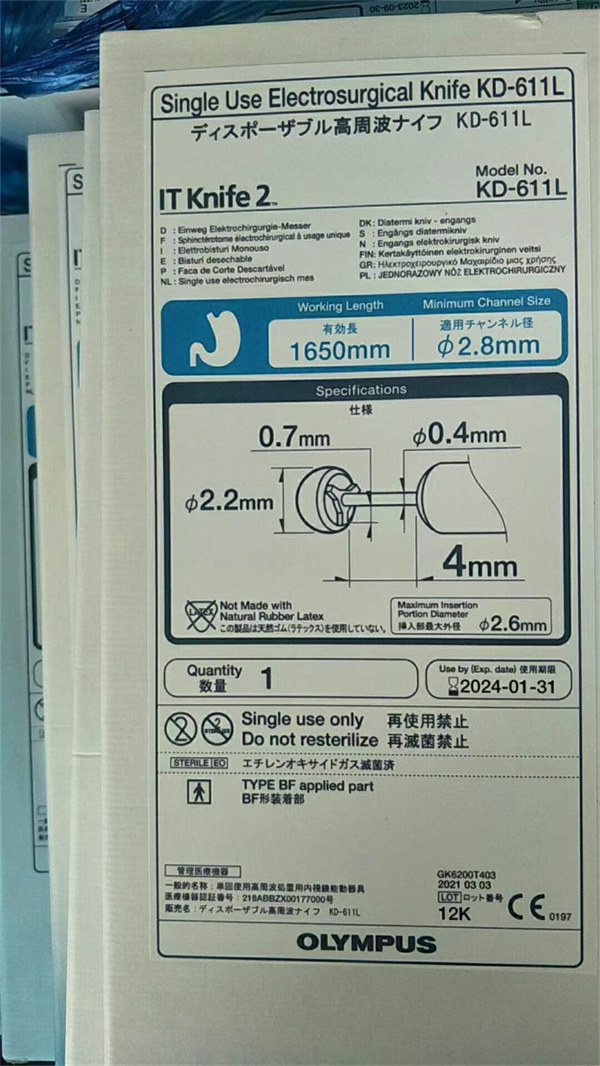 2023-09-30
Single Use Electrosurgical Knife KD-611L
ディスポーザブル高周波ナイフ KD-611L
IT Knife 2™
Model No.
KD-611L
D : Einweg Elektrochirgurgie-Messer
F : Sphinctérotome électrochirurgical à usage unique
I : Elettrobisturi Monouso
E : Bisturi desechable
P : Faca de Corte Descartável
NL : Single use electrochirurgisch mes
DK : Diatermi kniv - engangs
S : Engångs diatermikniv
N : Engangs elektrokirurgisk kniv
FIN: Kertakäyttöinen elektrokirurginen veitsi
GR: Ηλεκτροχειρουργικό Μαχαιρίδιο μιας χρήσης
PL : JEDNORAZOWY NÓŻ ELEKTROCHIRURGICZNY
Working Length
有効長
1650mm
Minimum Channel Size
適用チャンネル径
φ2.8mm
Specifications
仕様
0.7mm
φ0.4mm
φ2.2mm
4mm
LATEX
Not Made with
Natural Rubber Latex
この製品は天然ゴム(ラテックス)を使用していない。
Maximum Insertion
Portion Diameter
挿入部最大外径
φ2.6mm
Quantity
数量
1
Use by (Exp. date) 使用期限
2024-01-31
Single use only 再使用禁止
Do not resterilize 再滅菌禁止
STERILE EO エチレンオキサイドガス滅菌済
TYPE BF applied part
BF形装着部
管理医療機器
一般的名称：単回使用高周波処置用内視鏡能動器具
医療機器認証番号：218ABBZX00177000号
販売名：ディスポーザブル高周波ナイフ KD-611L
GK6200T403
2021 03 03
LOT ロット番号
12K
CE 0197
OLYMPUS